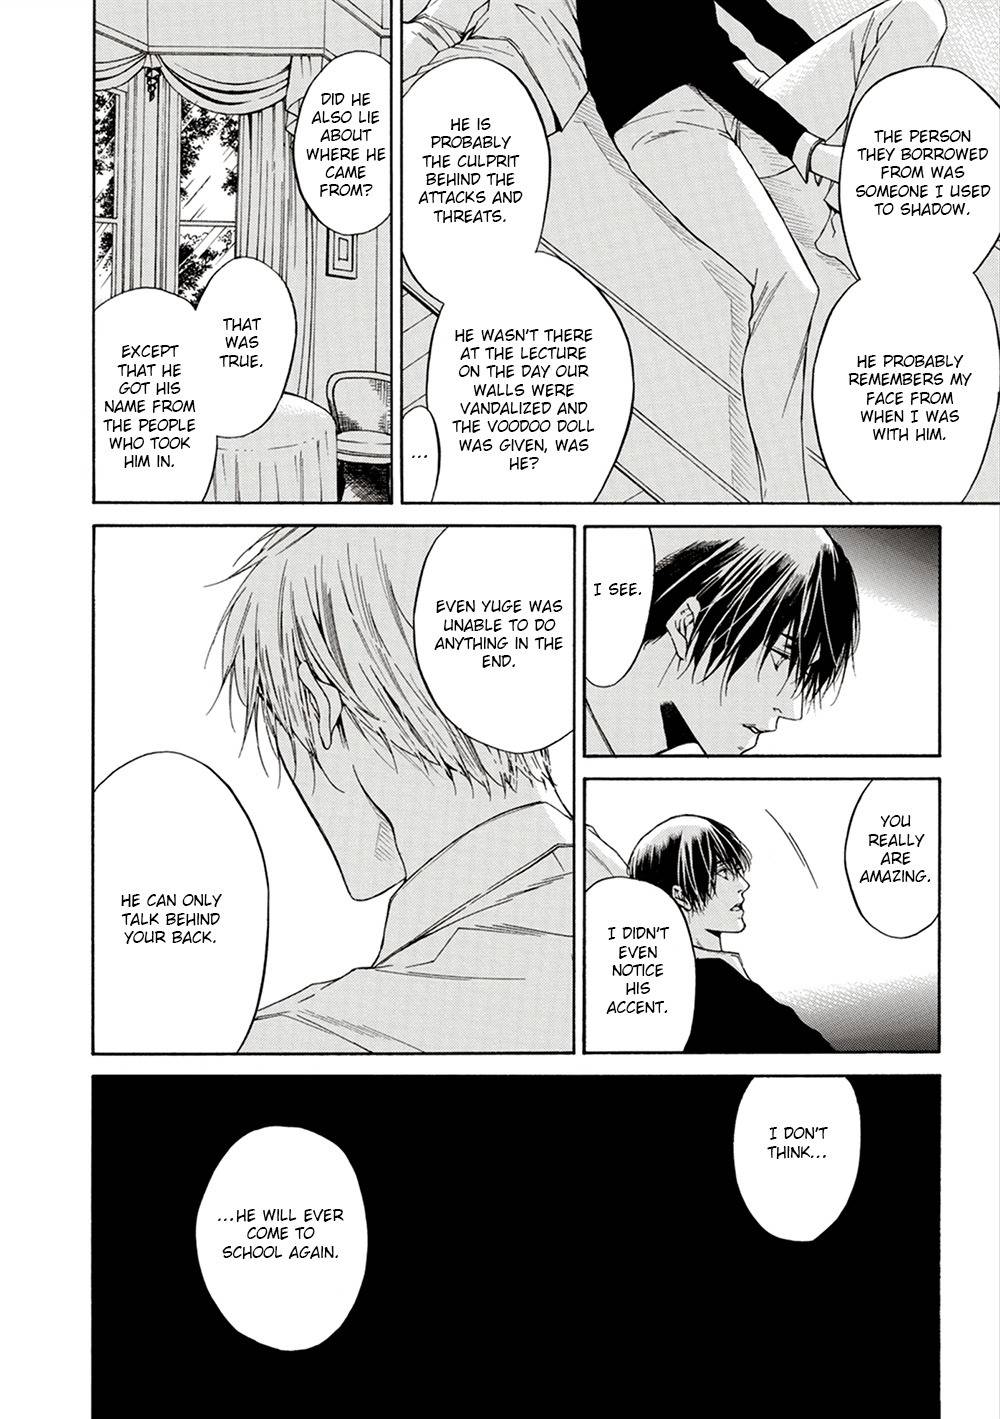 THE PERSON
THEY BORROWED
FROM WAS
SOMEONE I USED
TO SHADOW.
HE PROBABLY
REMEMBERS MY
FACE FROM
WHEN I WAS
WITH HIM.
HE IS
PROBABLY
THE CULPRIT
BEHIND THE
ATTACKS AND
THREATS.
HE WASN'T THERE
AT THE LECTURE
ON THE DAY OUR
WALLS WERE
VANDALIZED AND
THE VOODOO DOLL
WAS GIVEN, WAS
HE?
...
DID HE
ALSO LIE
ABOUT
WHERE HE
CAME
FROM?
THAT
WAS
TRUE.
EXCEPT
THAT HE
GOT HIS
NAME FROM
THE PEOPLE
WHO TOOK
HIM IN.
I SEE.
YOU
REALLY
ARE
AMAZING.
I DIDN'T
EVEN
NOTICE
HIS
ACCENT.
EVEN YUGE WAS
UNABLE TO DO
ANYTHING IN THE
END.
HE CAN ONLY
TALK BEHIND
YOUR BACK.
I DON'T
THINK...
...HE WILL EVER
COME TO
SCHOOL AGAIN.